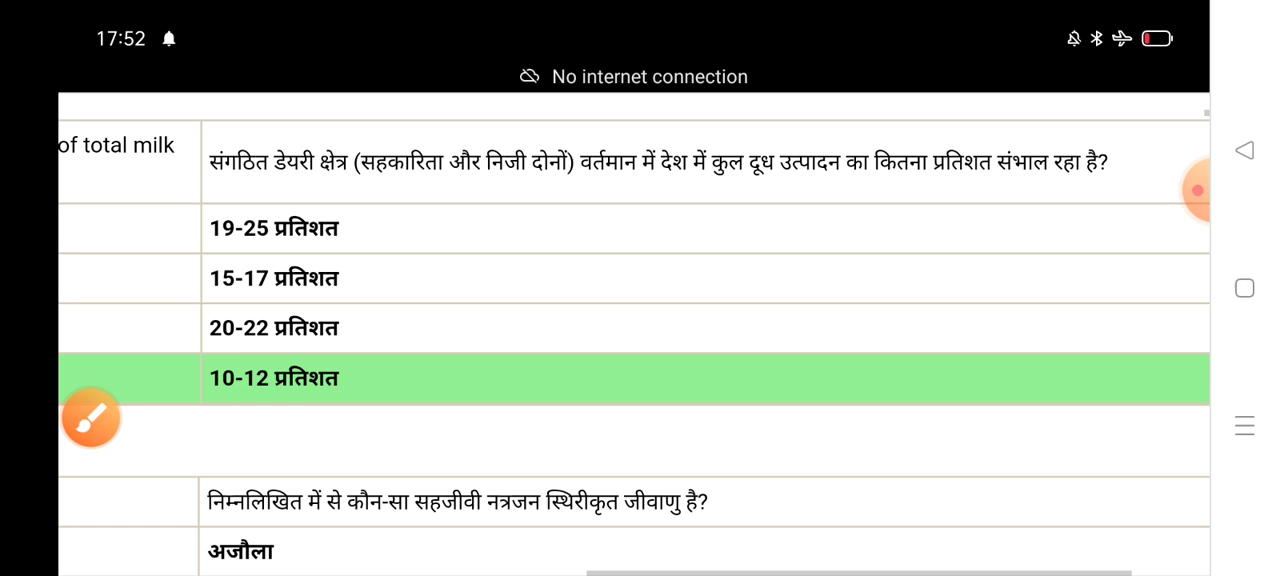 17:52
No internet connection
of total milk
संगठित डेयरी क्षेत्र (सहकारिता और निजी दोनों) वर्तमान में देश में कुल दूध उत्पादन का कितना प्रतिशत संभाल रहा है?
19-25 प्रतिशत
15-17 प्रतिशत
20-22 प्रतिशत
10-12 प्रतिशत
निम्नलिखित में से कौन-सा सहजीवी नत्रजन स्थिरीकृत जीवाणु है?
अजौला